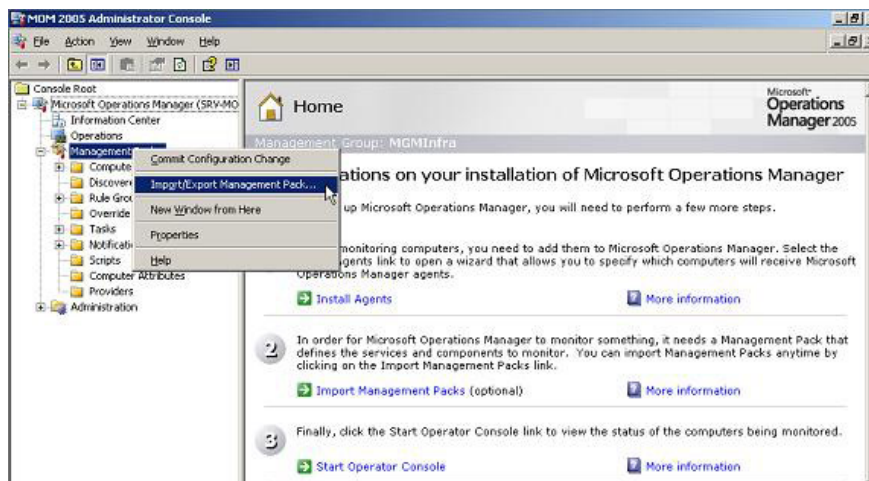 MOM 2005 Administrator Console
File Action View Window Help
Console Root
Microsoft Operations Manager (SRV-MO
Information Center
Operations
Management
Compute
Discovere
Rule Grou
Override
Tasks
Notificati
Scripts
Computer Attributes
Providers
Administration
Commit Configuration Change
Import/Export Management Pack...
New Window from Here
Properties
Help
Home
Microsoft
Operations
Manager 2005
Management Group: MGMInfra
ations on your installation of Microsoft Operations Manager
up Microsoft Operations Manager, you will need to perform a few more steps.
monitoring computers, you need to add them to Microsoft Operations Manager. Select the
gents link to open a wizard that allows you to specify which computers will receive Microsoft
Operations Manager agents.
Install Agents More information
2
In order for Microsoft Operations Manager to monitor something, it needs a Management Pack that
defines the services and components to monitor. You can import Management Packs anytime by
clicking on the Import Management Packs link.
Import Management Packs (optional) More information
3
Finally, click the Start Operator Console link to view the status of the computers being monitored.
Start Operator Console More information